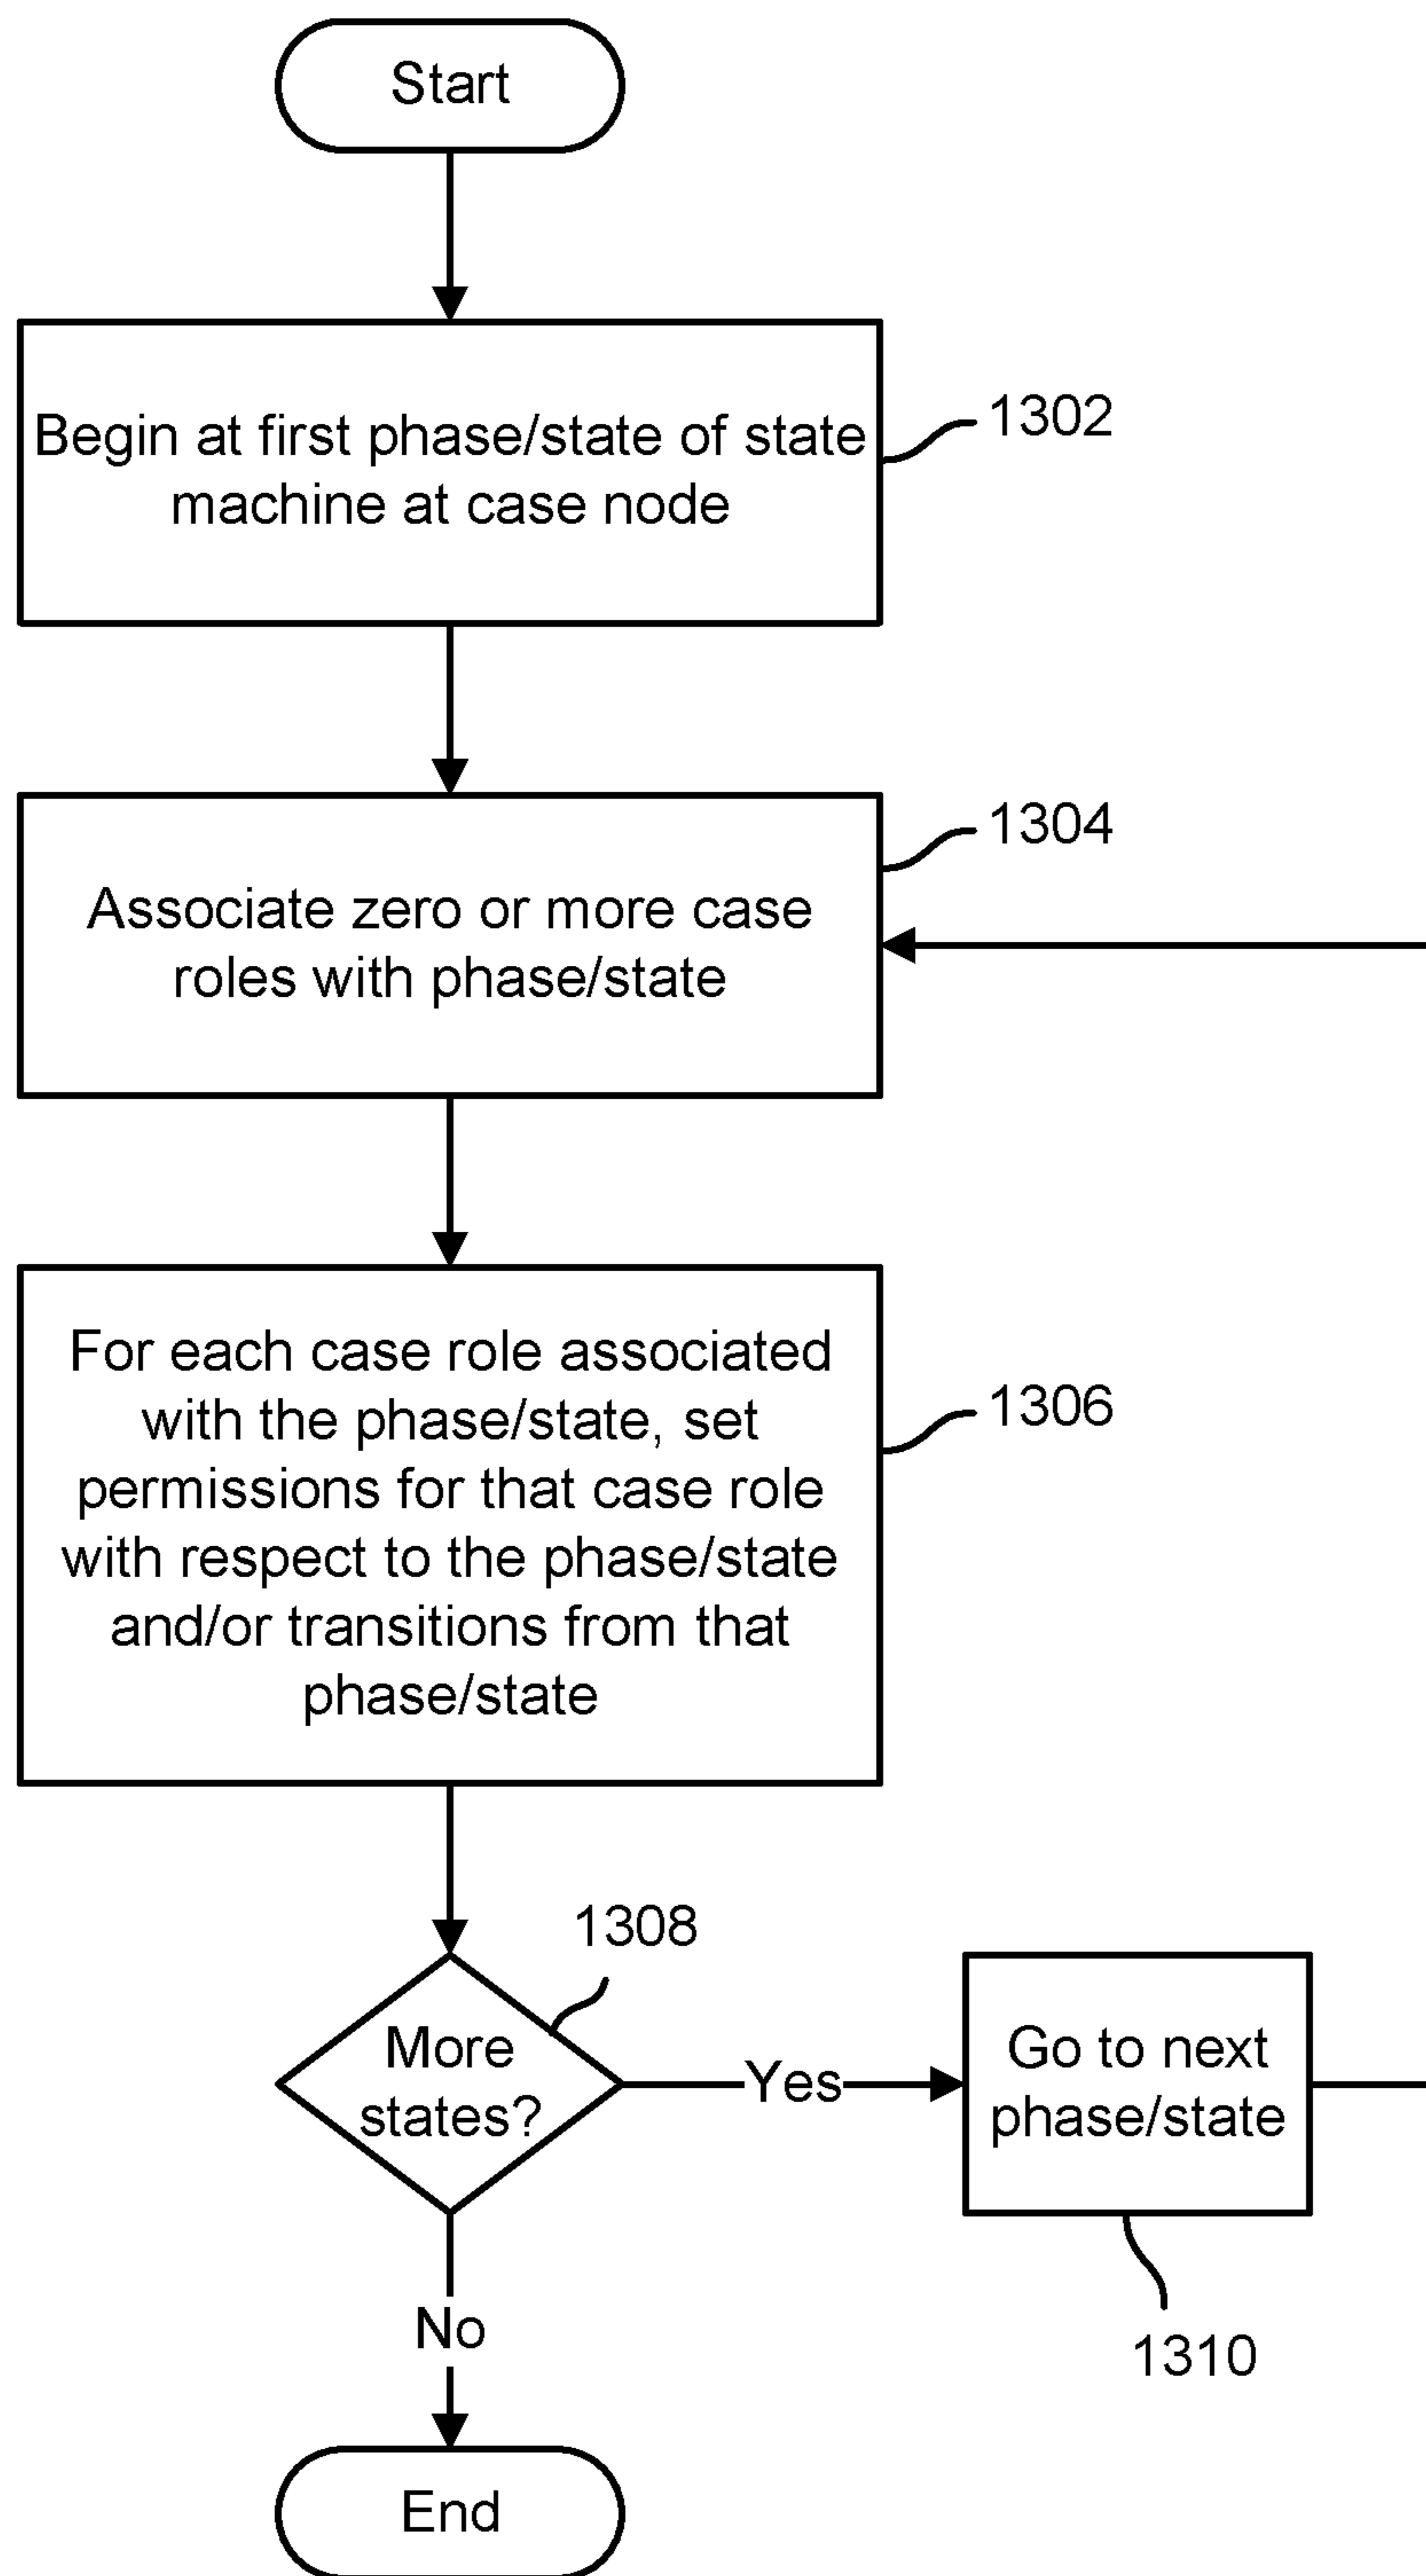 Start
Begin at first phase/state of state
machine at case node
1302
Associate zero or more case
roles with phase/state
1304
For each case role associated
with the phase/state, set
permissions for that case role
with respect to the phase/state
and/or transitions from that
phase/state
1306
More
states?
1308
Yes
Go to next
phase/state
1310
No
End